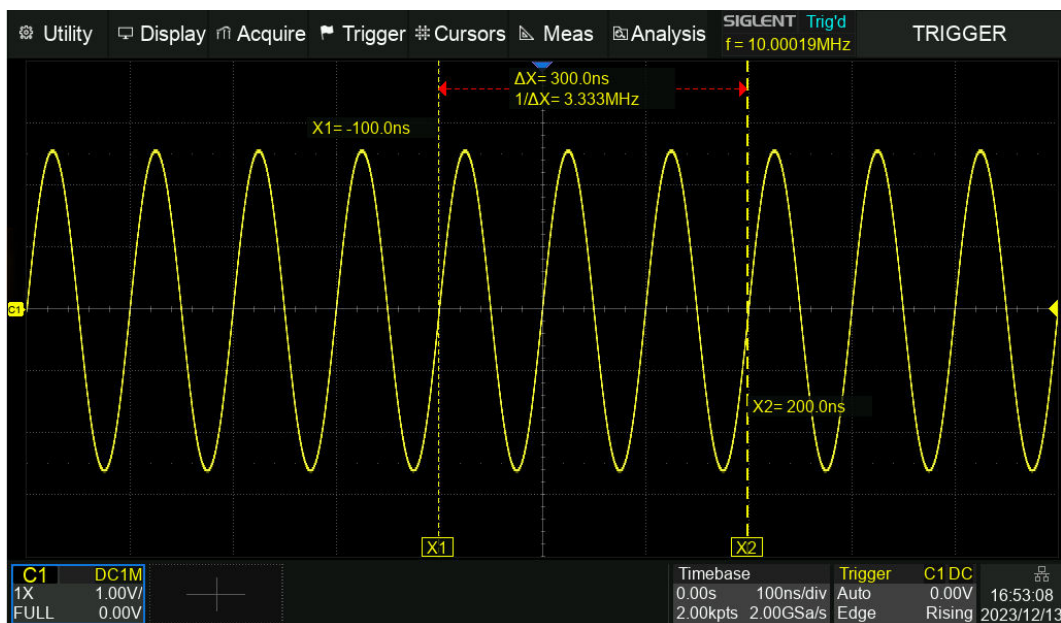 Utility Display Acquire Trigger Cursors Meas Analysis SIGLENT Trig'd TRIGGER
f = 10.00019MHz
ΔX= 300.0ns
1/ΔX= 3.333MHz
X1= -100.0ns
C1
X2= 200.0ns
X1 X2
C1 DC1M
1X 1.00V/
FULL 0.00V
Timebase
0.00s 100ns/div
2.00kpts 2.00GSa/s
Trigger C1 DC
Auto 0.00V
Edge Rising
16:53:08
2023/12/13